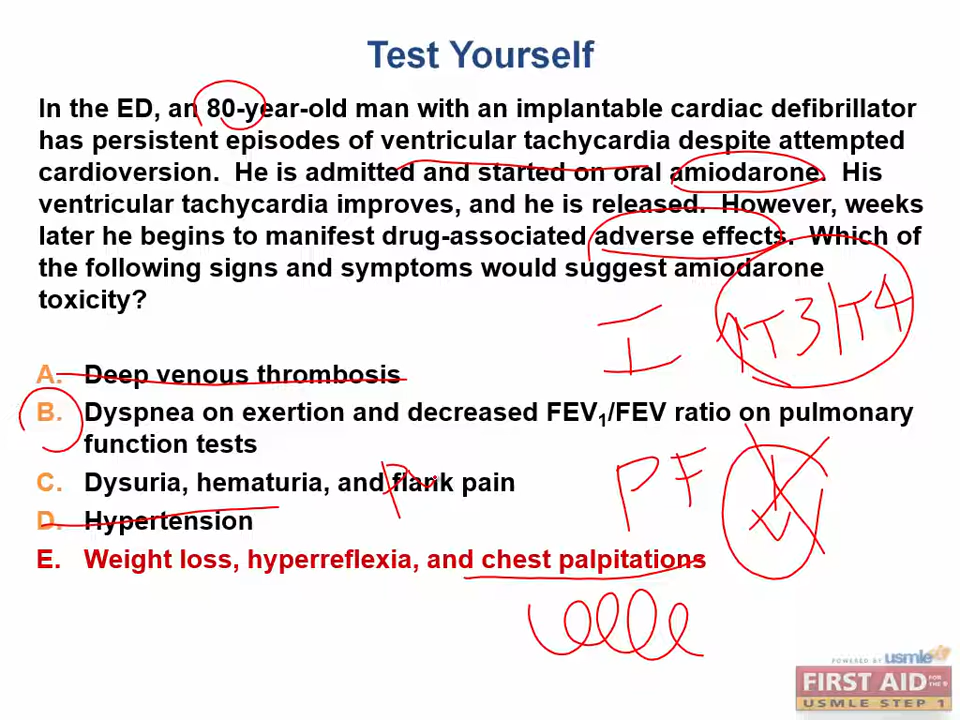 Test Yourself
In the ED, an 80-year-old man with an implantable cardiac defibrillator
has persistent episodes of ventricular tachycardia despite attempted
cardioversion. He is admitted and started on oral amiodarone. His
ventricular tachycardia improves, and he is released. However, weeks
later he begins to manifest drug-associated adverse effects. Which of
the following signs and symptoms would suggest amiodarone
toxicity?
I ↑T3/T4
A. Deep venous thrombosis
B. Dyspnea on exertion and decreased FEV1/FEV ratio on pulmonary
function tests
PF ↓
C. Dysuria, hematuria, and flank pain
D. Hypertension
E. Weight loss, hyperreflexia, and chest palpitations
POWERED BY usmlerx
FIRST AID FOR THE®
USMLE STEP 1